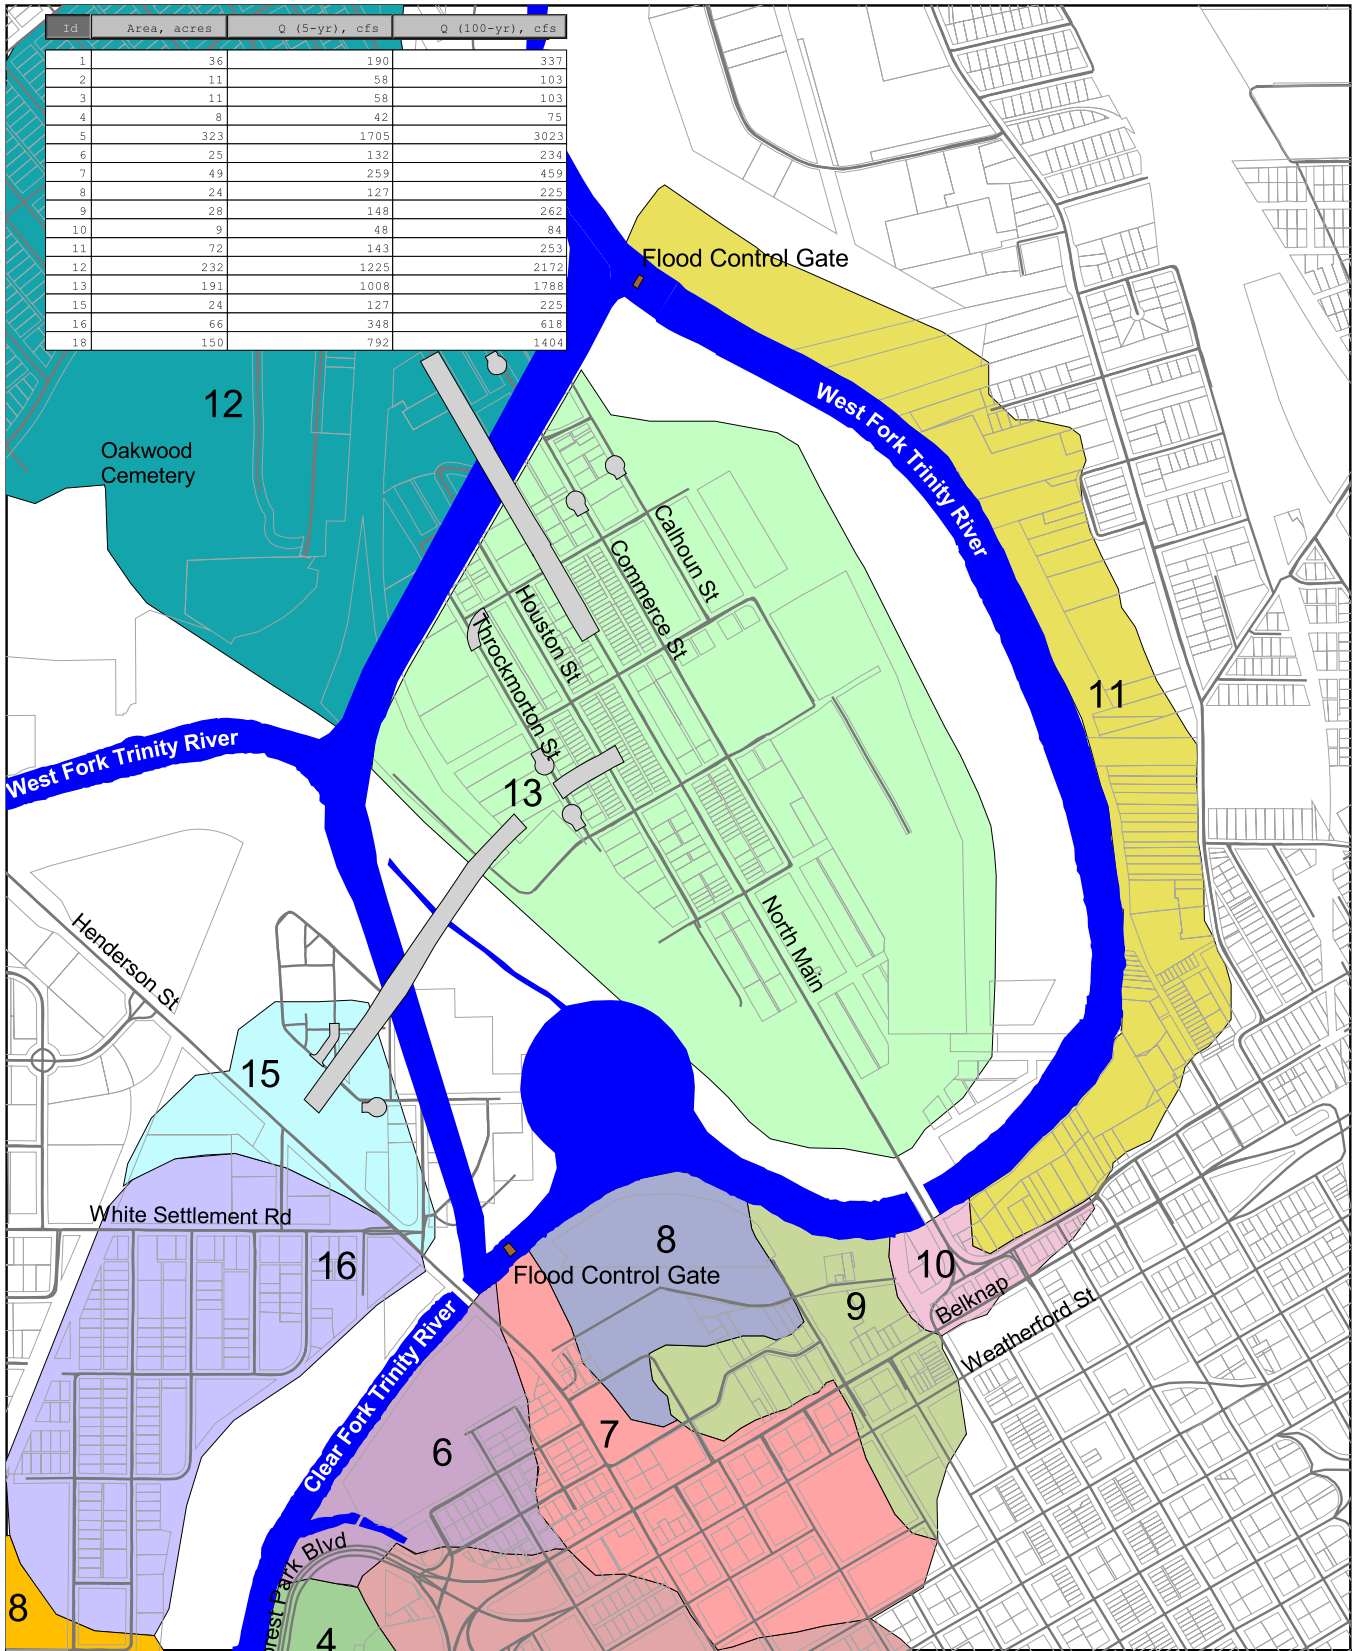 Id Area, acres Q (5-yr), cfs Q (100-yr), cfs
1 36 190 337
2 11 58 103
3 11 58 103
4 8 42 75
5 323 1705 3023
6 25 132 234
7 49 259 459
8 24 127 225
9 28 148 262
10 9 48 84
11 72 143 253
12 232 1225 2172
13 191 1008 1788
15 24 127 225
16 66 348 618
18 150 792 1404
Flood Control Gate
12
Oakwood
Cemetery
West Fork Trinity River
Calhoun St
Commerce St
Houston St
Throckmorton St
11
West Fork Trinity River
13
Henderson St
North Main
15
White Settlement Rd
16
8
Flood Control Gate
10
9
Belknap
Weatherford St
Clear Fork Trinity River
7
6
rest Park Blvd
8
4